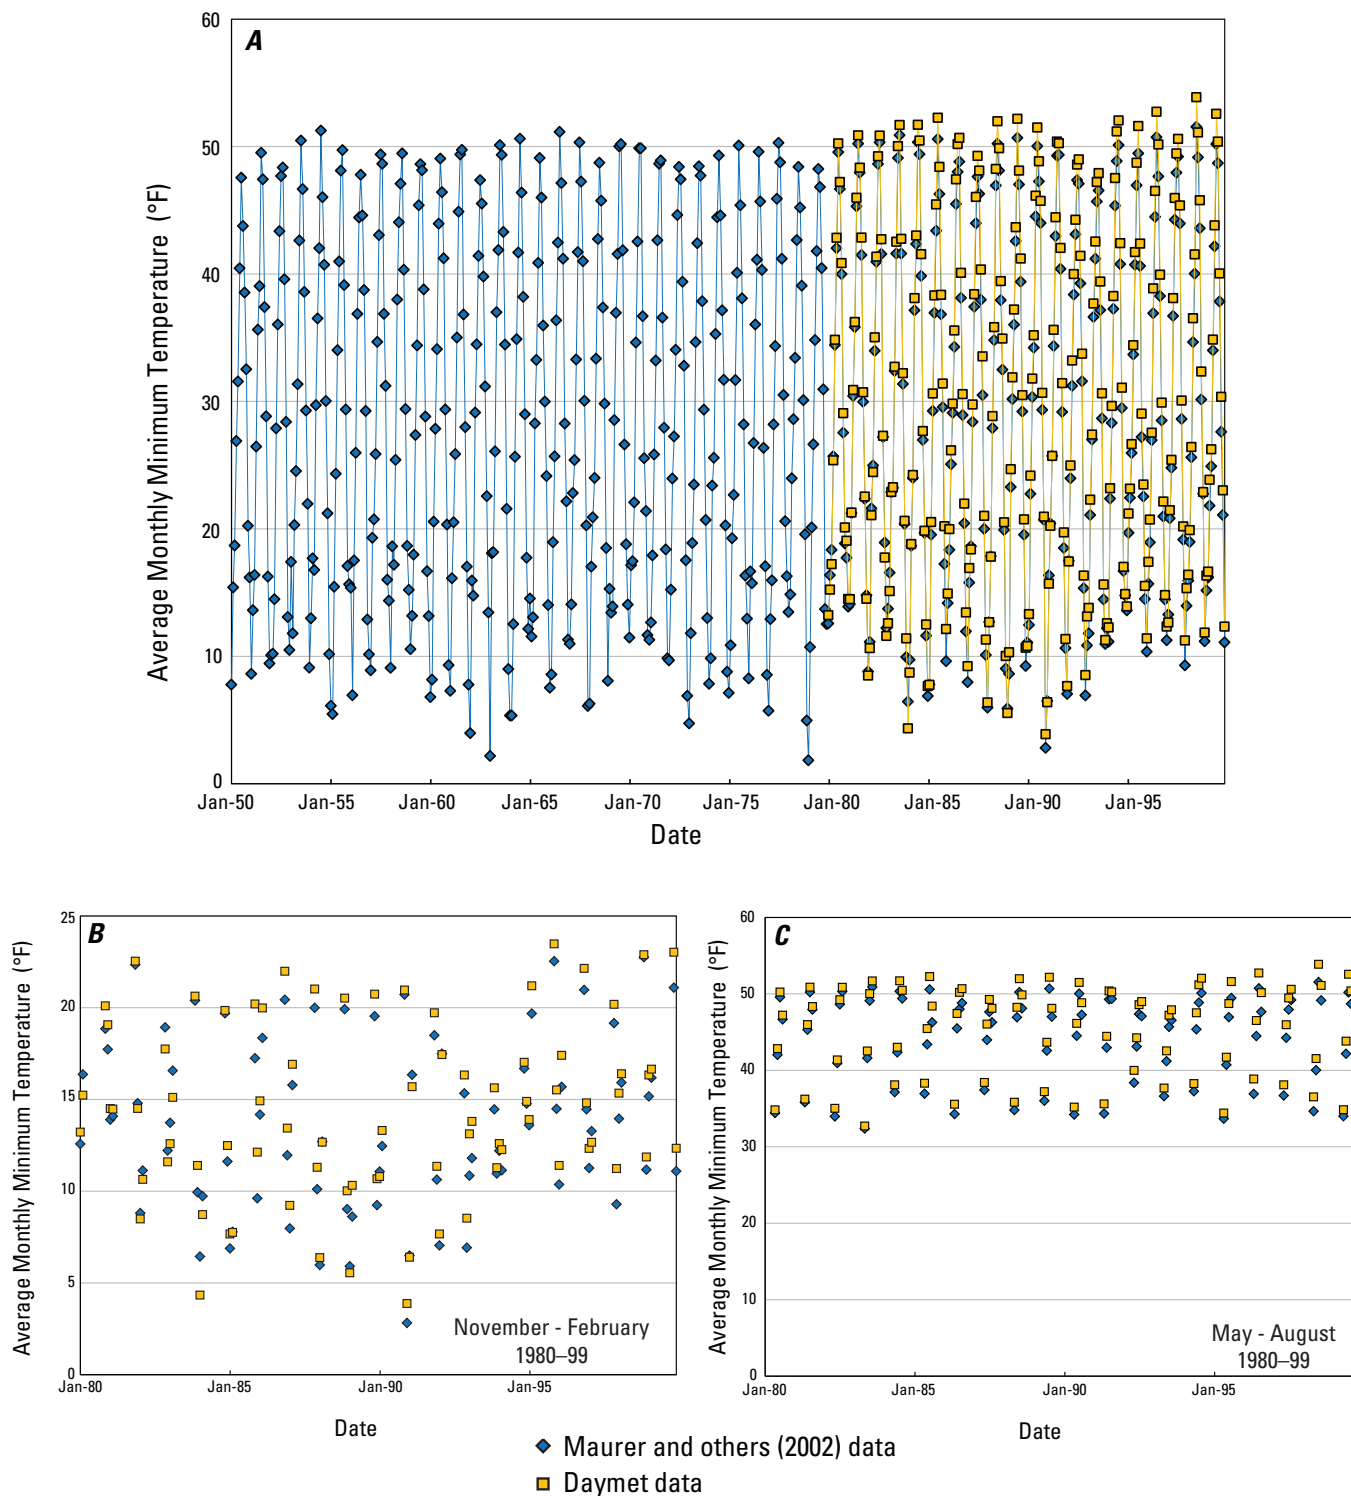 A
Average Monthly Minimum Temperature (°F)
60
50
40
30
20
10
0
Jan-50 Jan-55 Jan-60 Jan-65 Jan-70 Jan-75 Jan-80 Jan-85 Jan-90 Jan-95
Date
B
Average Monthly Minimum Temperature (°F)
25
20
15
10
5
0
November - February
1980–99
Jan-80 Jan-85 Jan-90 Jan-95
Date
C
Average Monthly Minimum Temperature (°F)
60
50
40
30
20
10
0
May - August
1980–99
Jan-80 Jan-85 Jan-90 Jan-95
Date
Maurer and others (2002) data
Daymet data